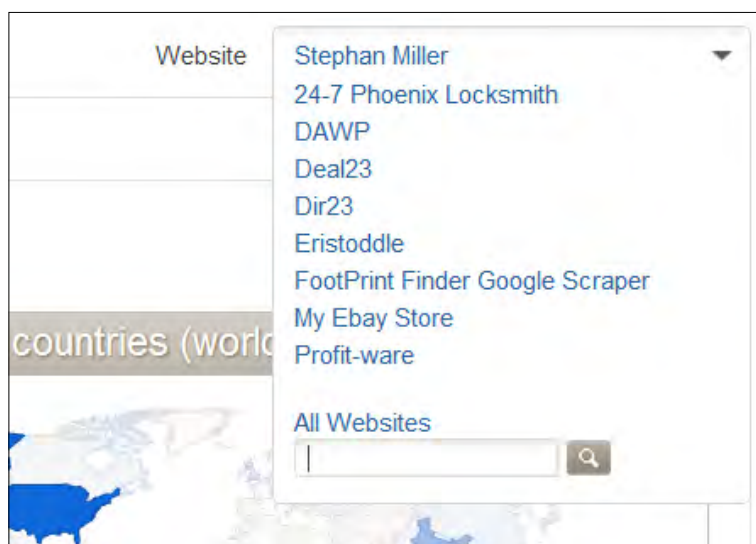 Website
Stephan Miller
24-7 Phoenix Locksmith
DAWP
Deal23
Dir23
Eristoddle
FootPrint Finder Google Scraper
My Ebay Store
Profit-ware
countries (world
All Websites